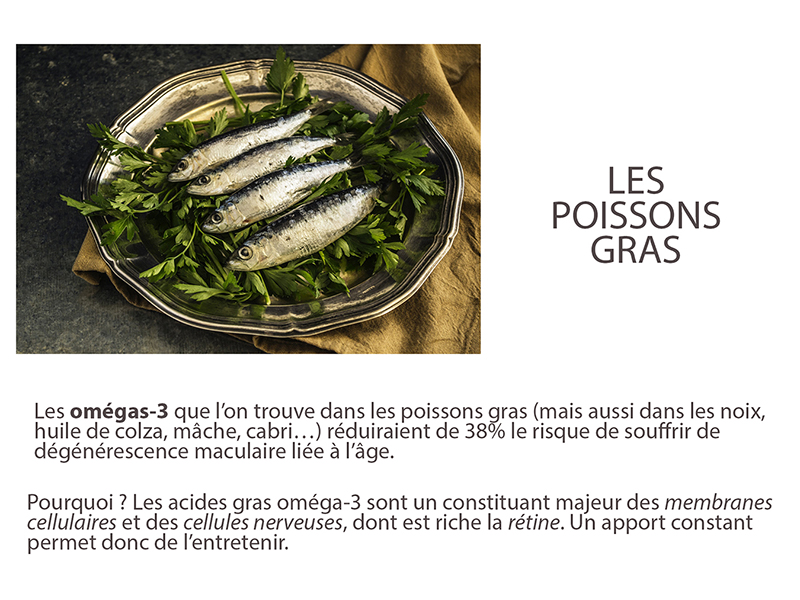 LES
POISSONS
GRAS
Les omégas-3 que l’on trouve dans les poissons gras (mais aussi dans les noix,
huile de colza, mâche, cabri…) réduiraient de 38% le risque de souffrir de
dégénérescence maculaire liée à l’âge.
Pourquoi ? Les acides gras oméga-3 sont un constituant majeur des membranes
cellulaires et des cellules nerveuses, dont est riche la rétine. Un apport constant
permet donc de l’entretenir.